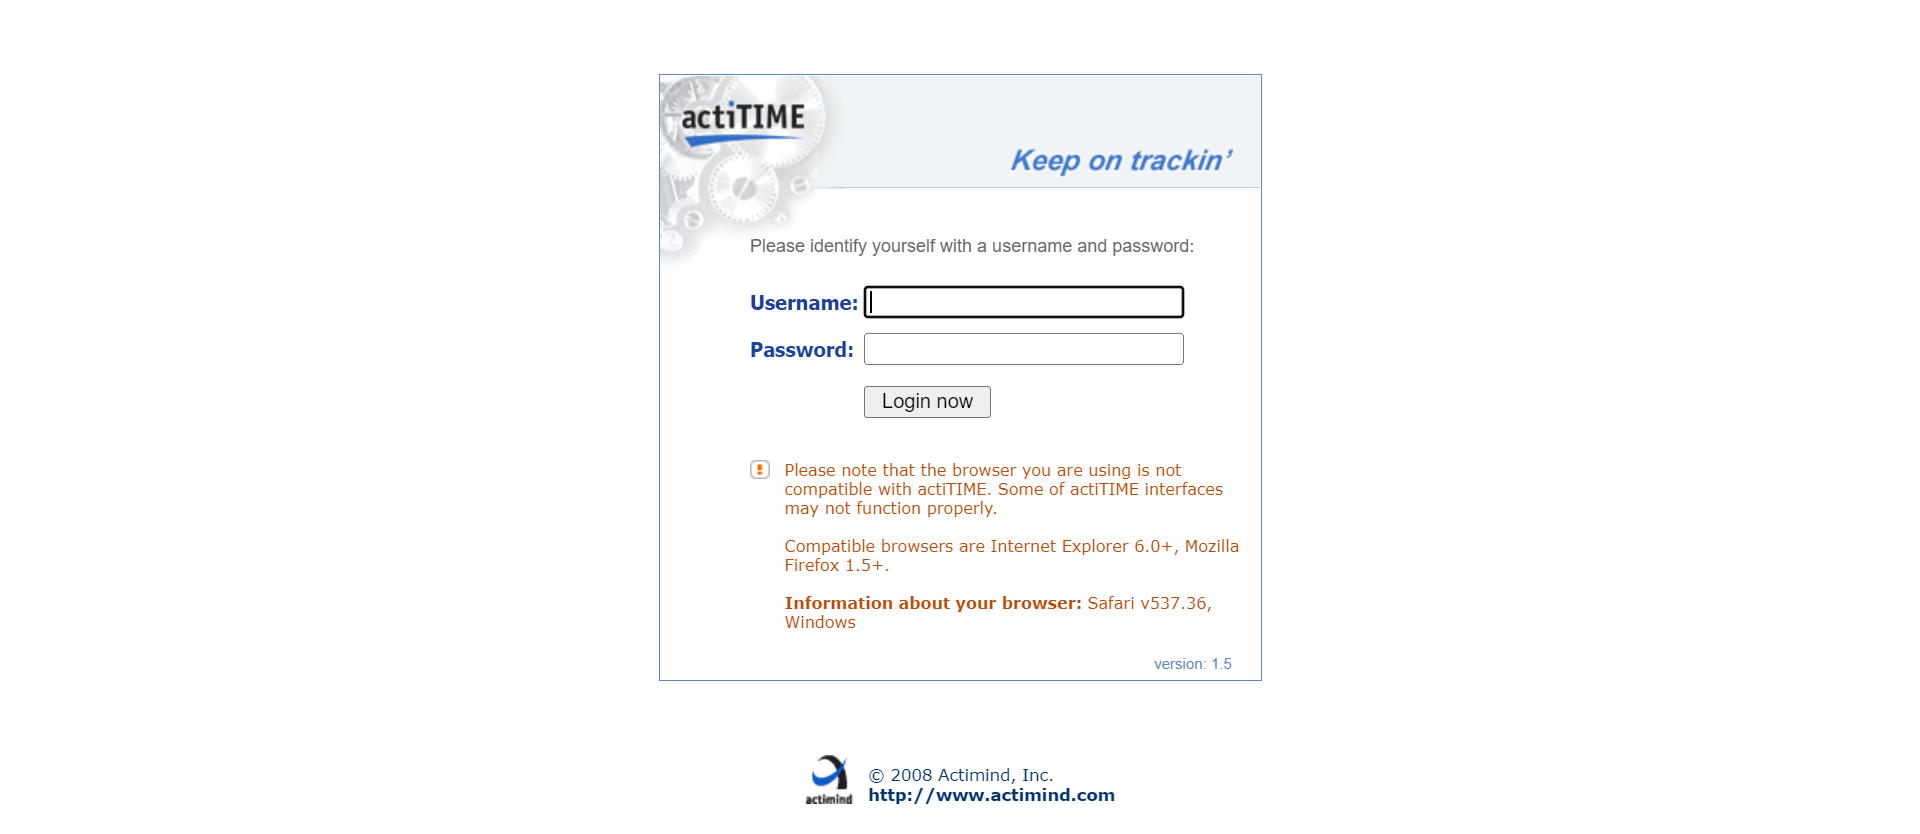 actiTIME
Keep on trackin'
Please identify yourself with a username and password:
Username:
Password:
Login now
Please note that the browser you are using is not
compatible with actiTIME. Some of actiTIME interfaces
may not function properly.
Compatible browsers are Internet Explorer 6.0+, Mozilla
Firefox 1.5+.
Information about your browser: Safari v537.36,
Windows
version: 1.5
actimind
© 2008 Actimind, Inc.
http://www.actimind.com